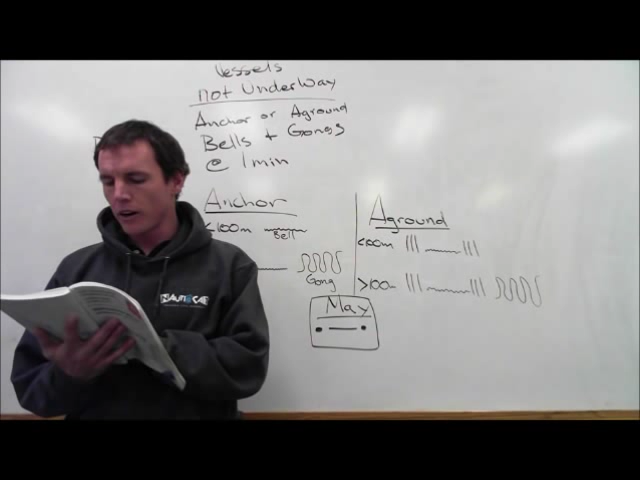 Vessels
not UnderWay
Anchor or Aground
Bells + Gongs
@ 1min
Anchor
<100m
Bell
Gong
Aground
<100m
>100m
May